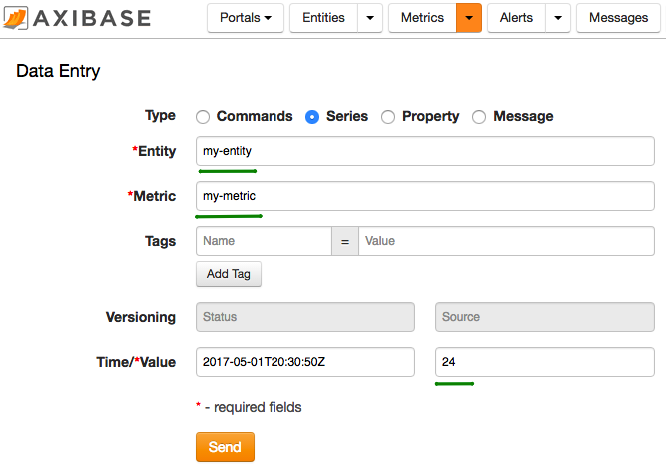 AXIBASE Portals Entities Metrics Alerts Messages
Data Entry
Type Commands Series Property Message
*Entity my-entity
*Metric my-metric
Tags Name = Value
Add Tag
Versioning Status Source
Time/*Value 2017-05-01T20:30:50Z 24
* - required fields
Send